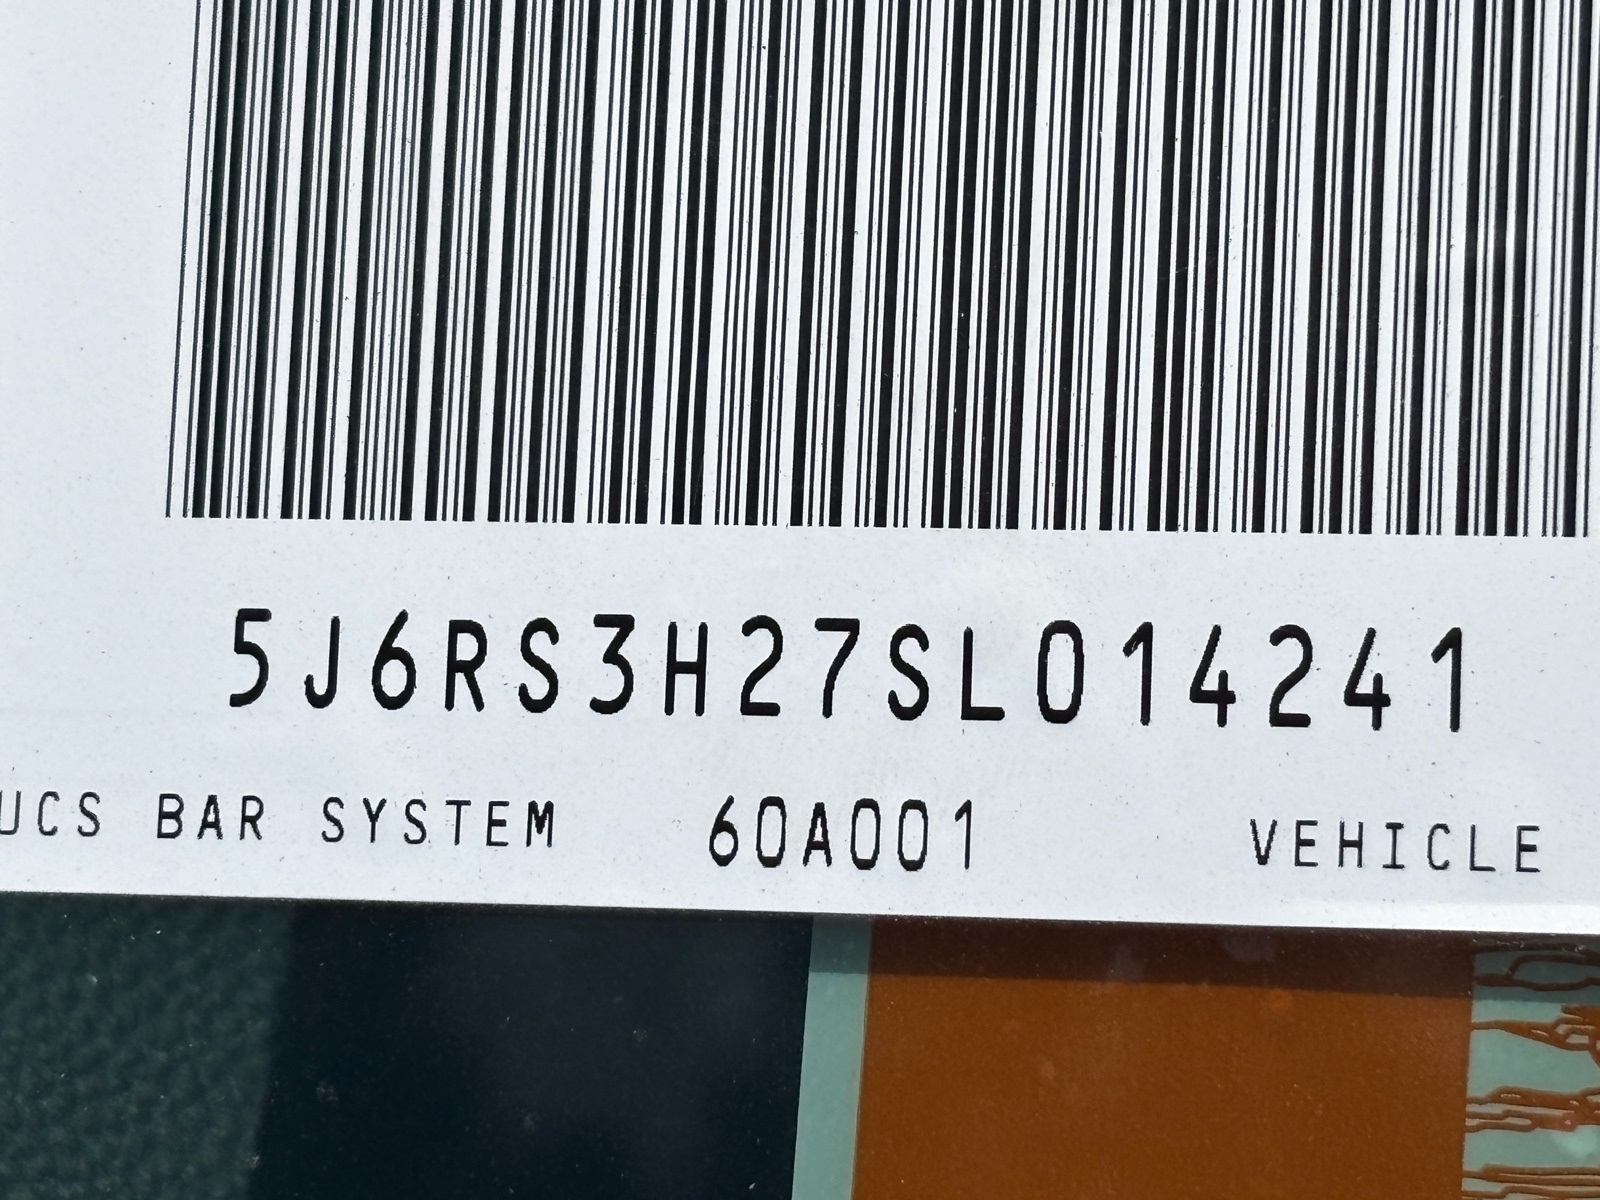 5J6RS3H27SL014241
UCS BAR SYSTEM 60A001 VEHICLE